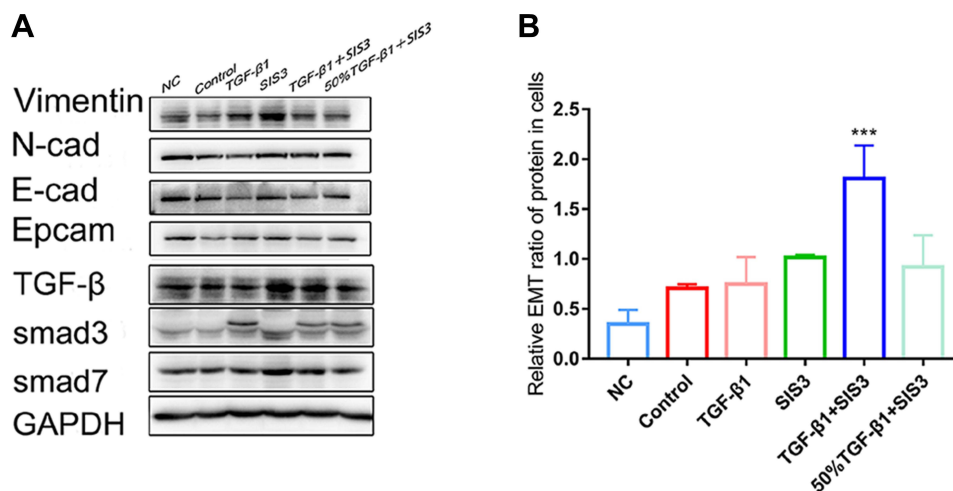 A
NC Control TGF-β1 SIS3 TGF-β1+SIS3 50%TGF-β1+SIS3
Vimentin
N-cad
E-cad
Epcam
TGF-β
smad3
smad7
GAPDH
B
Relative EMT ratio of protein in cells
2.5
2.0
1.5
1.0
0.5
0.0
***
NC Control TGF-β1 SIS3 TGF-β1+SIS3 50%TGF-β1+SIS3